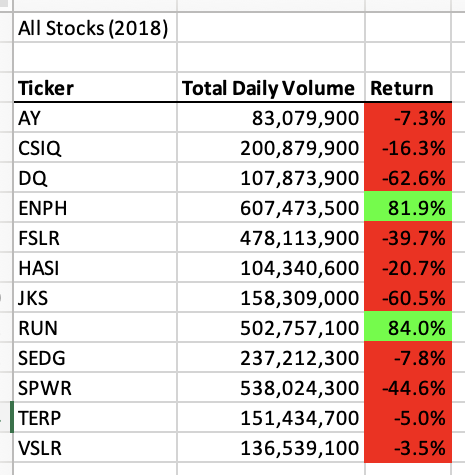 All Stocks (2018)
Ticker Total Daily Volume Return
AY 83,079,900 -7.3%
CSIQ 200,879,900 -16.3%
DQ 107,873,900 -62.6%
ENPH 607,473,500 81.9%
FSLR 478,113,900 -39.7%
HASI 104,340,600 -20.7%
JKS 158,309,000 -60.5%
RUN 502,757,100 84.0%
SEDG 237,212,300 -7.8%
SPWR 538,024,300 -44.6%
TERP 151,434,700 -5.0%
VSLR 136,539,100 -3.5%